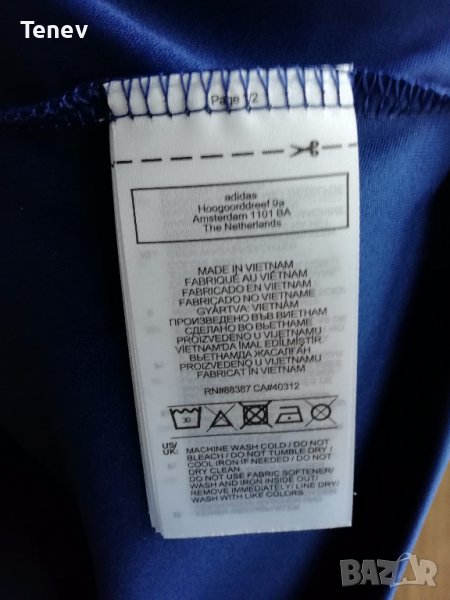 Tenev
Page 1/2
adidas
Hoogoorddreef 9a
Amsterdam 1101 BA
The Netherlands
MADE IN VIETNAM
FABRIQUÉ AU VIÊTNAM
FABRICADO EN VIETNAM
FABRICADO NO VIETNAM
GYÁRTVA: VIETNÁM
ПРОИЗВЕДЕНО ВЪВ ВИЕТНАМ
СДЕЛАНО ВО ВЬЕТНАМЕ
PROIZVEDENO U VIJETNAMU
VİETNAM'DA İMAL EDİLMİŞTİR
ВЬЕТНАМДА ЖАСАЛҒАН
PROIZVEDENO U VIJETNAMU
FABRICAT IN VIETNAM
RN#88387 CA#40312
30
US/
UK:
MACHINE WASH COLD / DO NOT
BLEACH / DO NOT TUMBLE DRY /
COOL IRON IF NEEDED / DO NOT
DRY CLEAN
DO NOT USE FABRIC SOFTENER/
WASH AND IRON INSIDE OUT/
REMOVE IMMEDIATELY/ LINE DRY/
WASH WITH LIKE COLORS
BAZAR